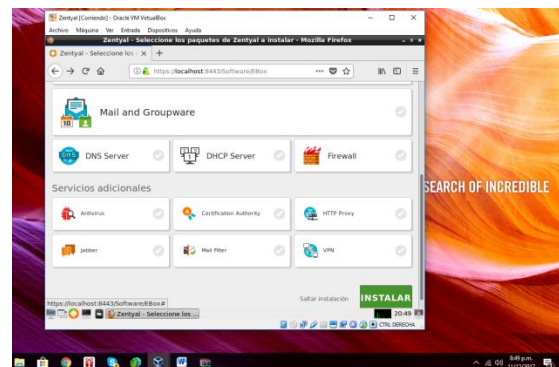 Zentyal [Corriendo] - Oracle VM VirtualBox
Archivo Máquina Ver Entrada Dispositivos Ayuda
Zentyal - Seleccione los paquetes de Zentyal a instalar - Mozilla Firefox
Zentyal - Seleccione los
https://localhost:8443/Software/EBox
Mail and Groupware
DNS Server
DHCP Server
Firewall
Servicios adicionales
Antivirus
Certification Authority
HTTP Proxy
Jabber
Mail Filter
VPN
Saltar instalación
INSTALAR
https://localhost:8443/Software/EBox#
Zentyal - Seleccione los ...
20:49
CTRL DERECHA
SEARCH OF INCREDIBLE
8:49 p.m.